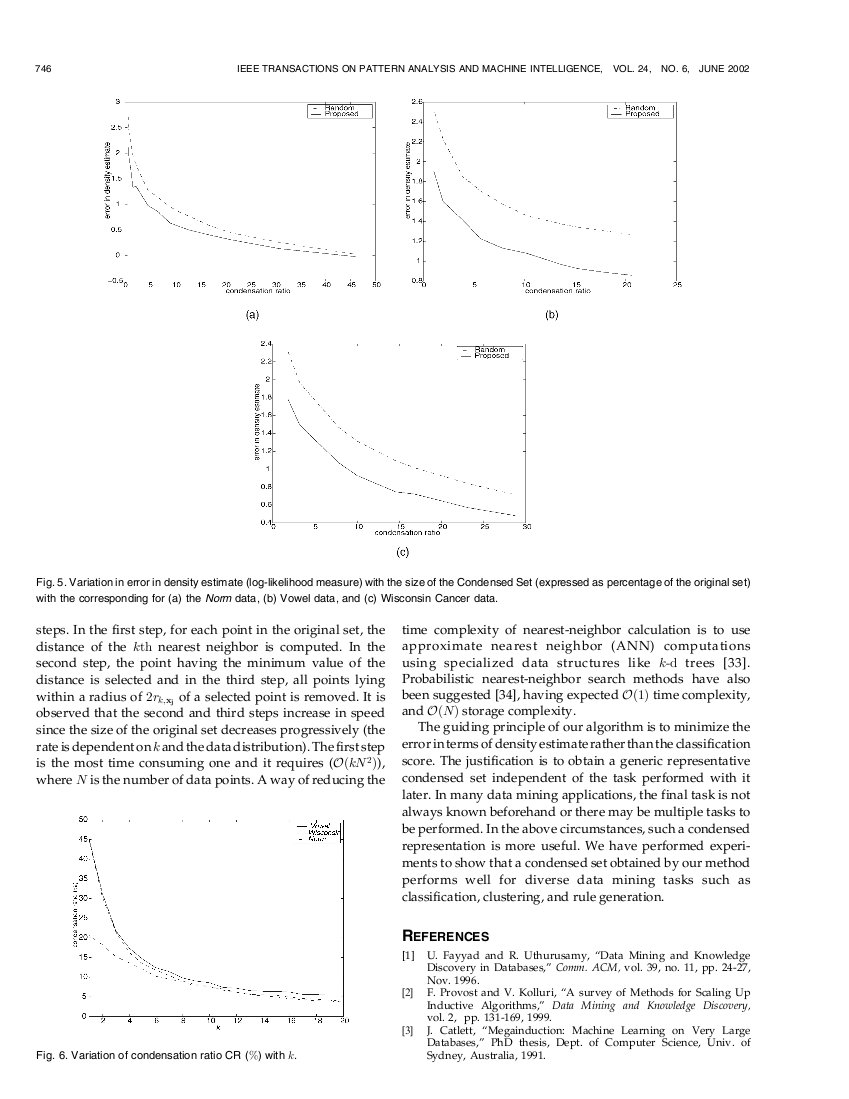 746
IEEE TRANSACTIONS ON PATTERN ANALYSIS AND MACHINE INTELLIGENCE, VOL. 24, NO. 6, JUNE 2002
3
2.5
2
1.5
1
0.5
0
−0.5
error in density estimate
Random
Proposed
0 5 10 15 20 25 30 35 40 45 50
condensation ratio
(a)
2.6
2.4
2.2
2
1.8
1.6
1.4
1.2
1
0.8
error in density estimate
Random
Proposed
0 5 10 15 20 25
condensation ratio
(b)
2.4
2.2
2
1.8
1.6
1.4
1.2
1
0.8
0.6
0.4
error in density estimate
Random
Proposed
0 5 10 15 20 25 30
condensation ratio
(c)
Fig. 5. Variation in error in density estimate (log-likelihood measure) with the size of the Condensed Set (expressed as percentage of the original set)
with the corresponding for (a) the Norm data, (b) Vowel data, and (c) Wisconsin Cancer data.
steps. In the first step, for each point in the original set, the
distance of the kth nearest neighbor is computed. In the
second step, the point having the minimum value of the
distance is selected and in the third step, all points lying
within a radius of 2r_{k,x_j} of a selected point is removed. It is
observed that the second and third steps increase in speed
since the size of the original set decreases progressively (the
rate is dependent on k and the data distribution). The first step
is the most time consuming one and it requires (O(kN²)),
where N is the number of data points. A way of reducing the
50
45
40
35
30
25
20
15
10
5
0
Vowel
Wisconsin
Norm
2 4 6 8 10 12 14 16 18 20
k
Fig. 6. Variation of condensation ratio CR (%) with k.
time complexity of nearest-neighbor calculation is to use
approximate nearest neighbor (ANN) computations
using specialized data structures like k-d trees [33].
Probabilistic nearest-neighbor search methods have also
been suggested [34], having expected O(1) time complexity,
and O(N) storage complexity.
The guiding principle of our algorithm is to minimize the
error in terms of density estimate rather than the classification
score. The justification is to obtain a generic representative
condensed set independent of the task performed with it
later. In many data mining applications, the final task is not
always known beforehand or there may be multiple tasks to
be performed. In the above circumstances, such a condensed
representation is more useful. We have performed experi-
ments to show that a condensed set obtained by our method
performs well for diverse data mining tasks such as
classification, clustering, and rule generation.
REFERENCES
[1] U. Fayyad and R. Uthurusamy, “Data Mining and Knowledge
Discovery in Databases,” Comm. ACM, vol. 39, no. 11, pp. 24-27,
Nov. 1996.
[2] F. Provost and V. Kolluri, “A survey of Methods for Scaling Up
Inductive Algorithms,” Data Mining and Knowledge Discovery,
vol. 2, pp. 131-169, 1999.
[3] J. Catlett, “Megainduction: Machine Learning on Very Large
Databases,” PhD thesis, Dept. of Computer Science, Univ. of
Sydney, Australia, 1991.